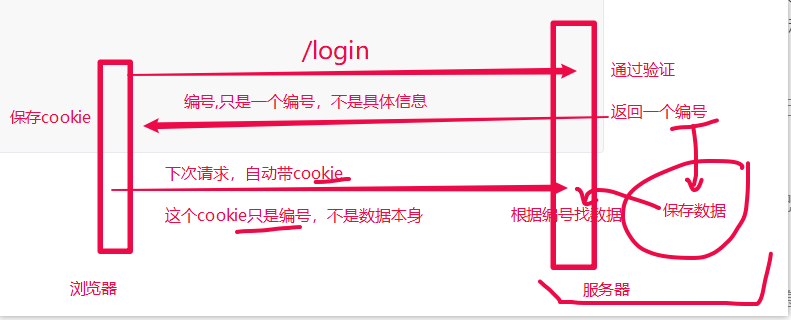 /login
通过验证
编号,只是一个编号，不是具体信息
保存cookie
返回一个编号
下次请求，自动带cookie
这个cookie只是编号，不是数据本身
根据编号找数据
保存数据
浏览器
服务器